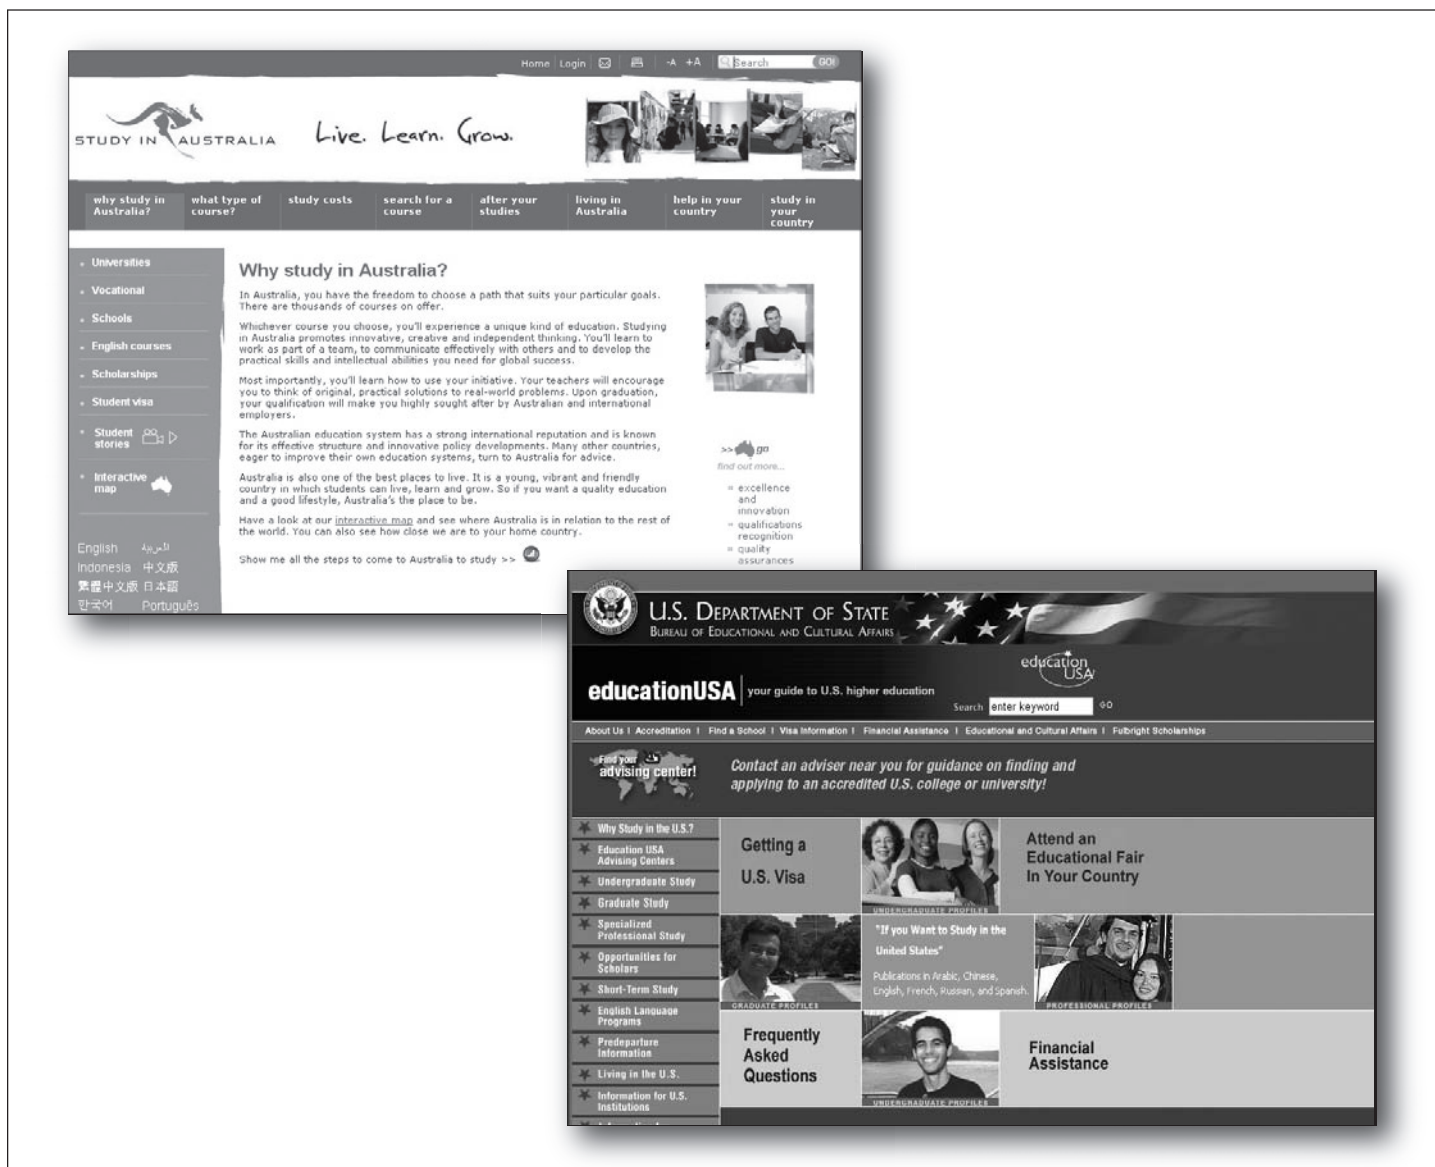 Home Login -A +A Search GO!
STUDY IN AUSTRALIA
Live. Learn. Grow.
why study in Australia?
what type of course?
study costs
search for a course
after your studies
living in Australia
help in your country
study in your country
Universities
Vocational
Schools
English courses
Scholarships
Student visa
Student stories
Interactive map
English العربية
Indonesia 中文版
繁體中文版 日本語
한국어 Português
Why study in Australia?
In Australia, you have the freedom to choose a path that suits your particular goals.
There are thousands of courses on offer.
Whichever course you choose, you'll experience a unique kind of education. Studying
in Australia promotes innovative, creative and independent thinking. You'll learn to
work as part of a team, to communicate effectively with others and to develop the
practical skills and intellectual abilities you need for global success.
Most importantly, you'll learn how to use your initiative. Your teachers will encourage
you to think of original, practical solutions to real-world problems. Upon graduation,
your qualification will make you highly sought after by Australian and international
employers.
The Australian education system has a strong international reputation and is known
for its effective structure and innovative policy developments. Many other countries,
eager to improve their own education systems, turn to Australia for advice.
Australia is also one of the best places to live. It is a young, vibrant and friendly
country in which students can live, learn and grow. So if you want a quality education
and a good lifestyle, Australia's the place to be.
Have a look at our interactive map and see where Australia is in relation to the rest of
the world. You can also see how close we are to your home country.
Show me all the steps to come to Australia to study >>
>> go
find out more...
excellence
and
innovation
qualifications
recognition
quality
assurances
U.S. DEPARTMENT OF STATE
BUREAU OF EDUCATIONAL AND CULTURAL AFFAIRS
education
USA
educationUSA | your guide to U.S. higher education
Search enter keyword GO
About Us | Accreditation | Find a School | Visa Information | Financial Assistance | Educational and Cultural Affairs | Fulbright Scholarships
Find your
advising center!
Contact an adviser near you for guidance on finding and
applying to an accredited U.S. college or university!
Why Study in the U.S.?
Education USA
Advising Centers
Undergraduate Study
Graduate Study
Specialized
Professional Study
Opportunities for
Scholars
Short-Term Study
English Language
Programs
Predeparture
Information
Living in the U.S.
Information for U.S.
Institutions
Getting a
U.S. Visa
UNDERGRADUATE PROFILES
Attend an
Educational Fair
In Your Country
GRADUATE PROFILES
"If you Want to Study in the
United States"
Publications in Arabic, Chinese,
English, French, Russian, and Spanish.
PROFESSIONAL PROFILES
Frequently
Asked
Questions
UNDERGRADUATE PROFILES
Financial
Assistance